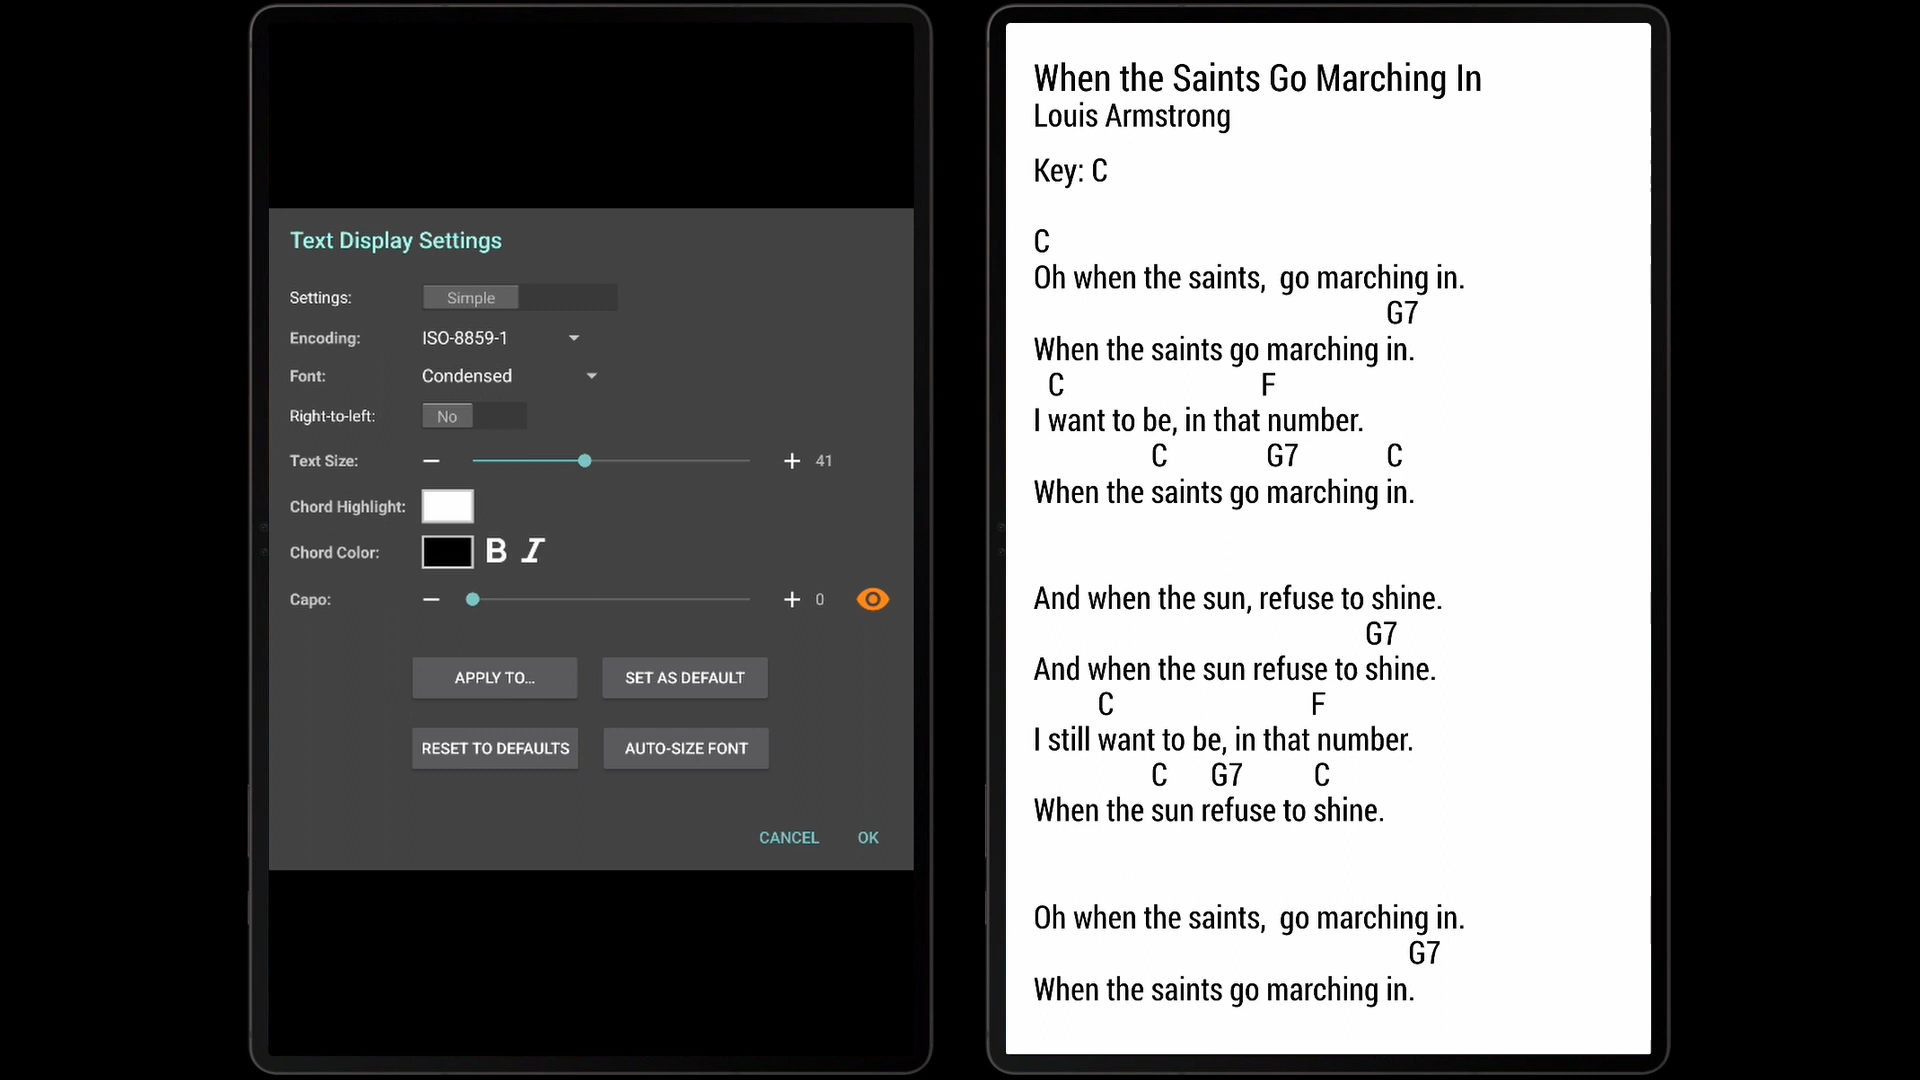 Text Display Settings
Settings: Simple
Encoding: ISO-8859-1
Font: Condensed
Right-to-left: No
Text Size: 41
Chord Highlight:
Chord Color: B I
Capo: 0
APPLY TO... SET AS DEFAULT
RESET TO DEFAULTS AUTO-SIZE FONT
CANCEL OK
When the Saints Go Marching In
Louis Armstrong
Key: C
C
Oh when the saints,  go marching in.
G7
When the saints go marching in.
C F
I want to be, in that number.
C G7 C
When the saints go marching in.
And when the sun, refuse to shine.
G7
And when the sun refuse to shine.
C F
I still want to be, in that number.
C G7 C
When the sun refuse to shine.
Oh when the saints,  go marching in.
G7
When the saints go marching in.